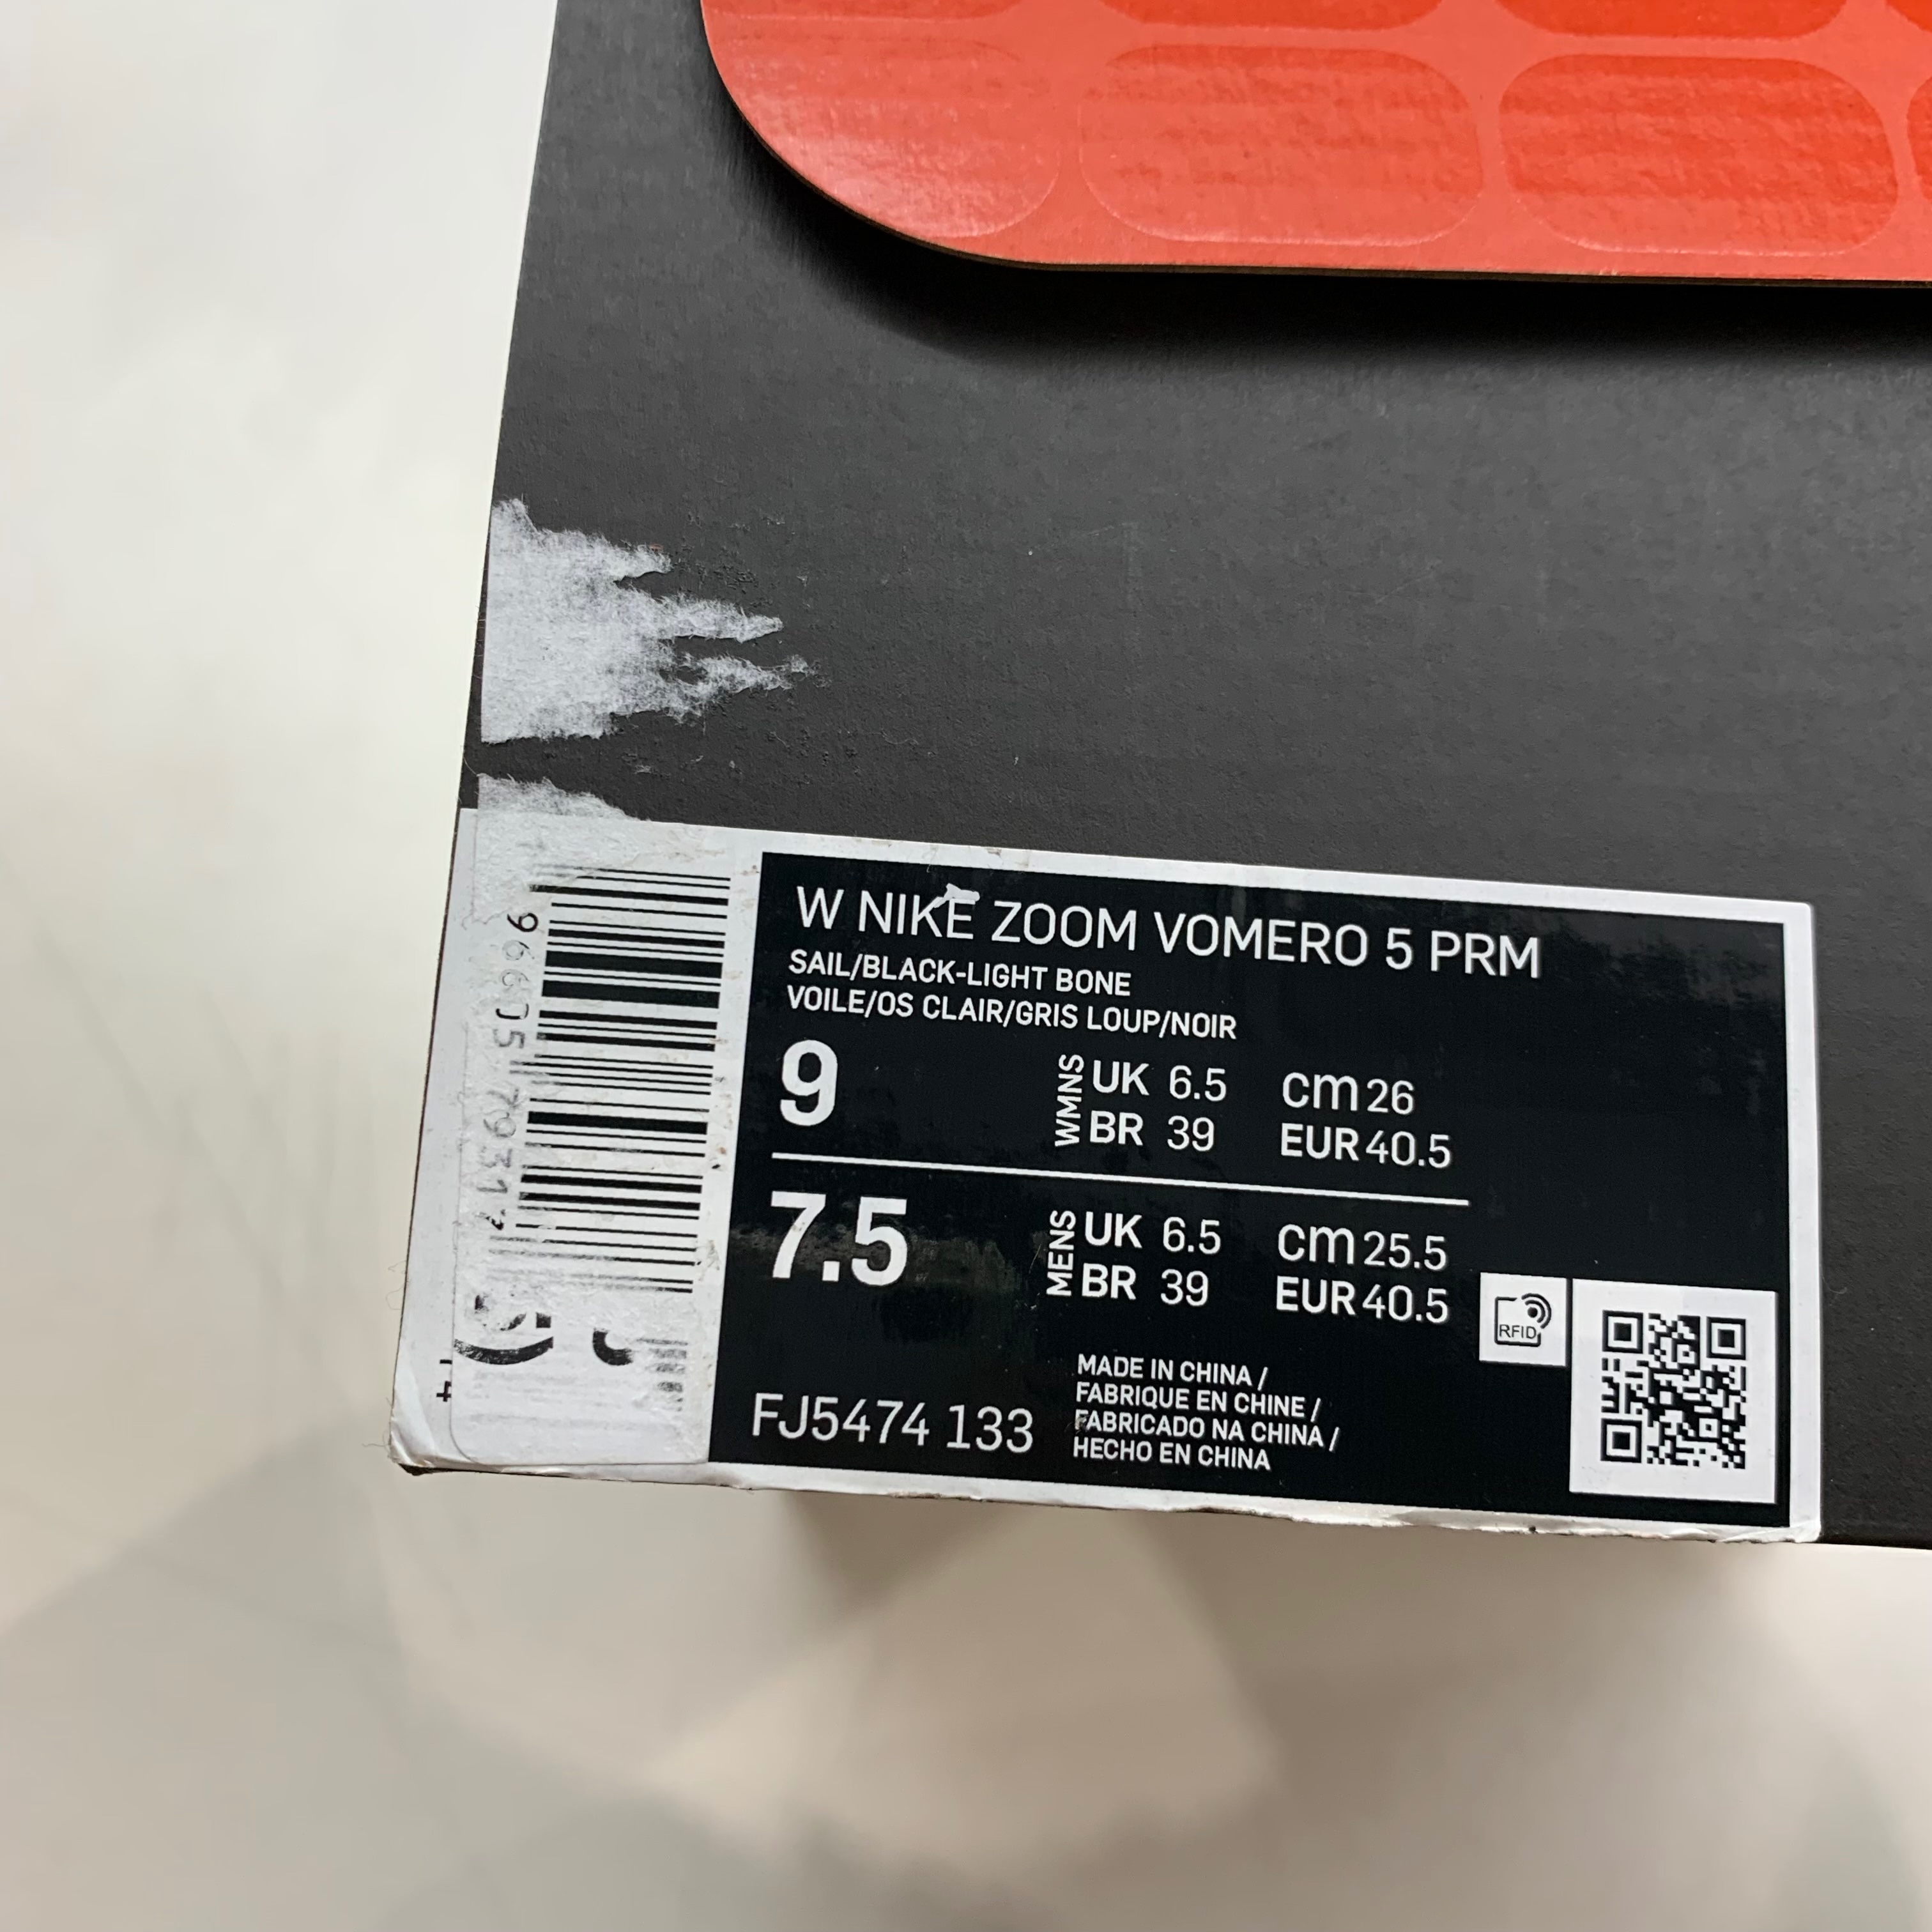 W NIKE ZOOM VOMERO 5 PRM
SAIL/BLACK-LIGHT BONE
VOILE/OS CLAIR/GRIS LOUP/NOIR
9
WMNS UK 6.5 cm 26
BR 39 EUR 40.5
7.5
MENS UK 6.5 cm 25.5
BR 39 EUR 40.5
RFID
FJ5474 133
MADE IN CHINA /
FABRIQUE EN CHINE /
FABRICADO NA CHINA /
HECHO EN CHINA